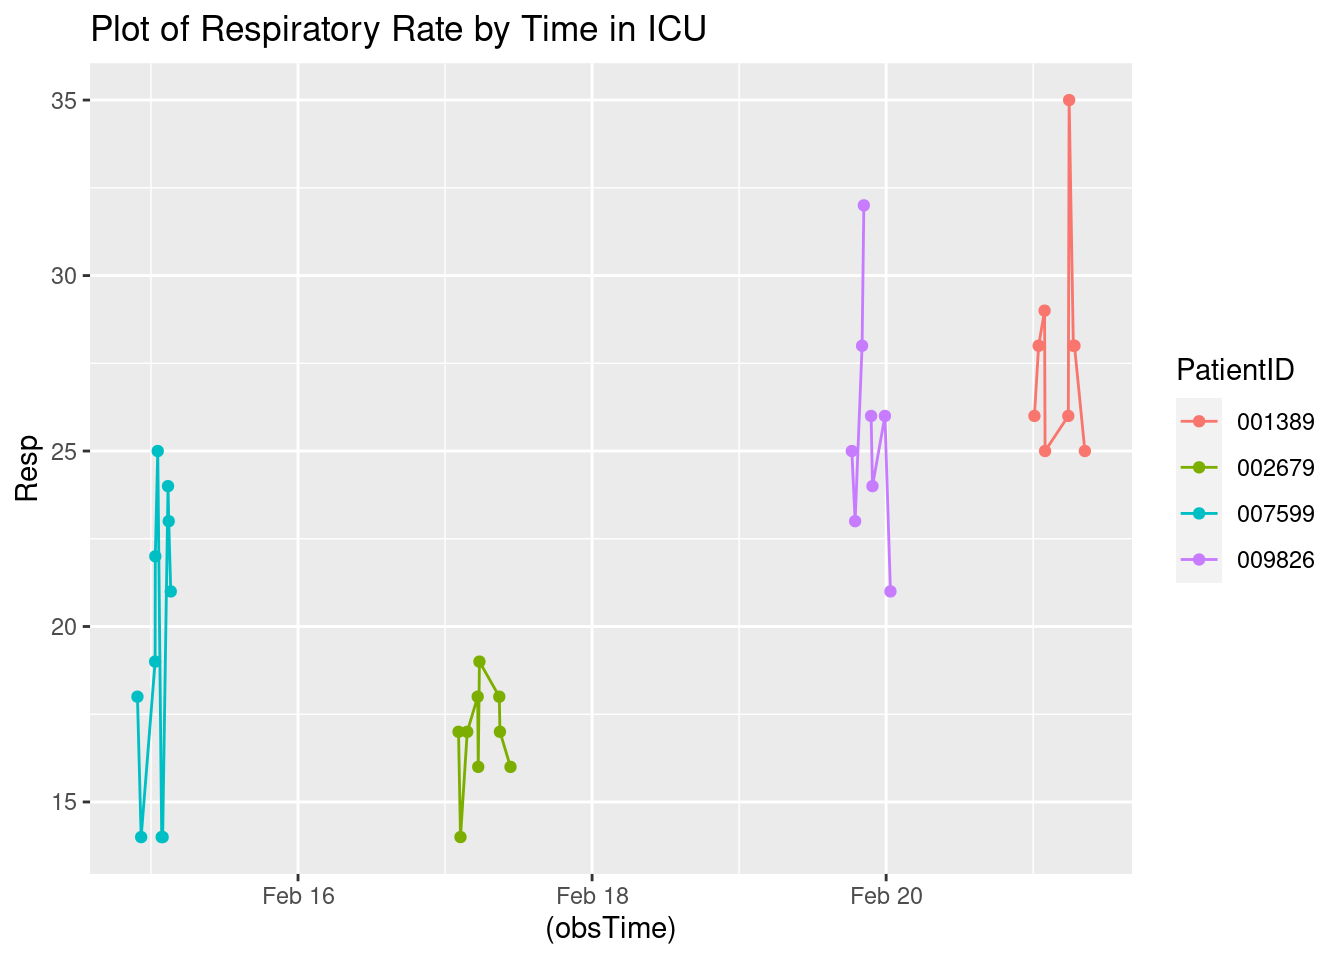 Plot of Respiratory Rate by Time in ICU
35
30
25
20
15
Resp
Feb 16
Feb 18
Feb 20
(obsTime)
PatientID
001389
002679
007599
009826